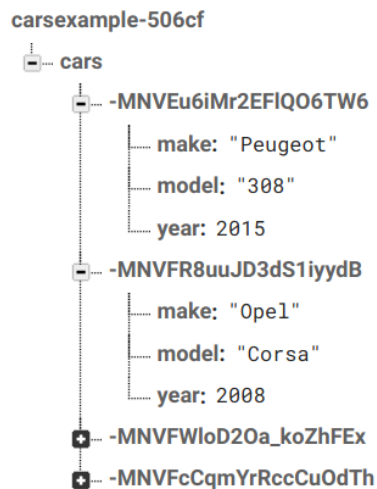 carsexample-506cf
cars
-MNVEu6iMr2EFlQO6TW6
make: "Peugeot"
model: "308"
year: 2015
-MNVFR8uuJD3dS1iyydB
make: "Opel"
model: "Corsa"
year: 2008
-MNVFWloD2Oa_koZhFEx
-MNVFcCqmYrRccCuOdTh